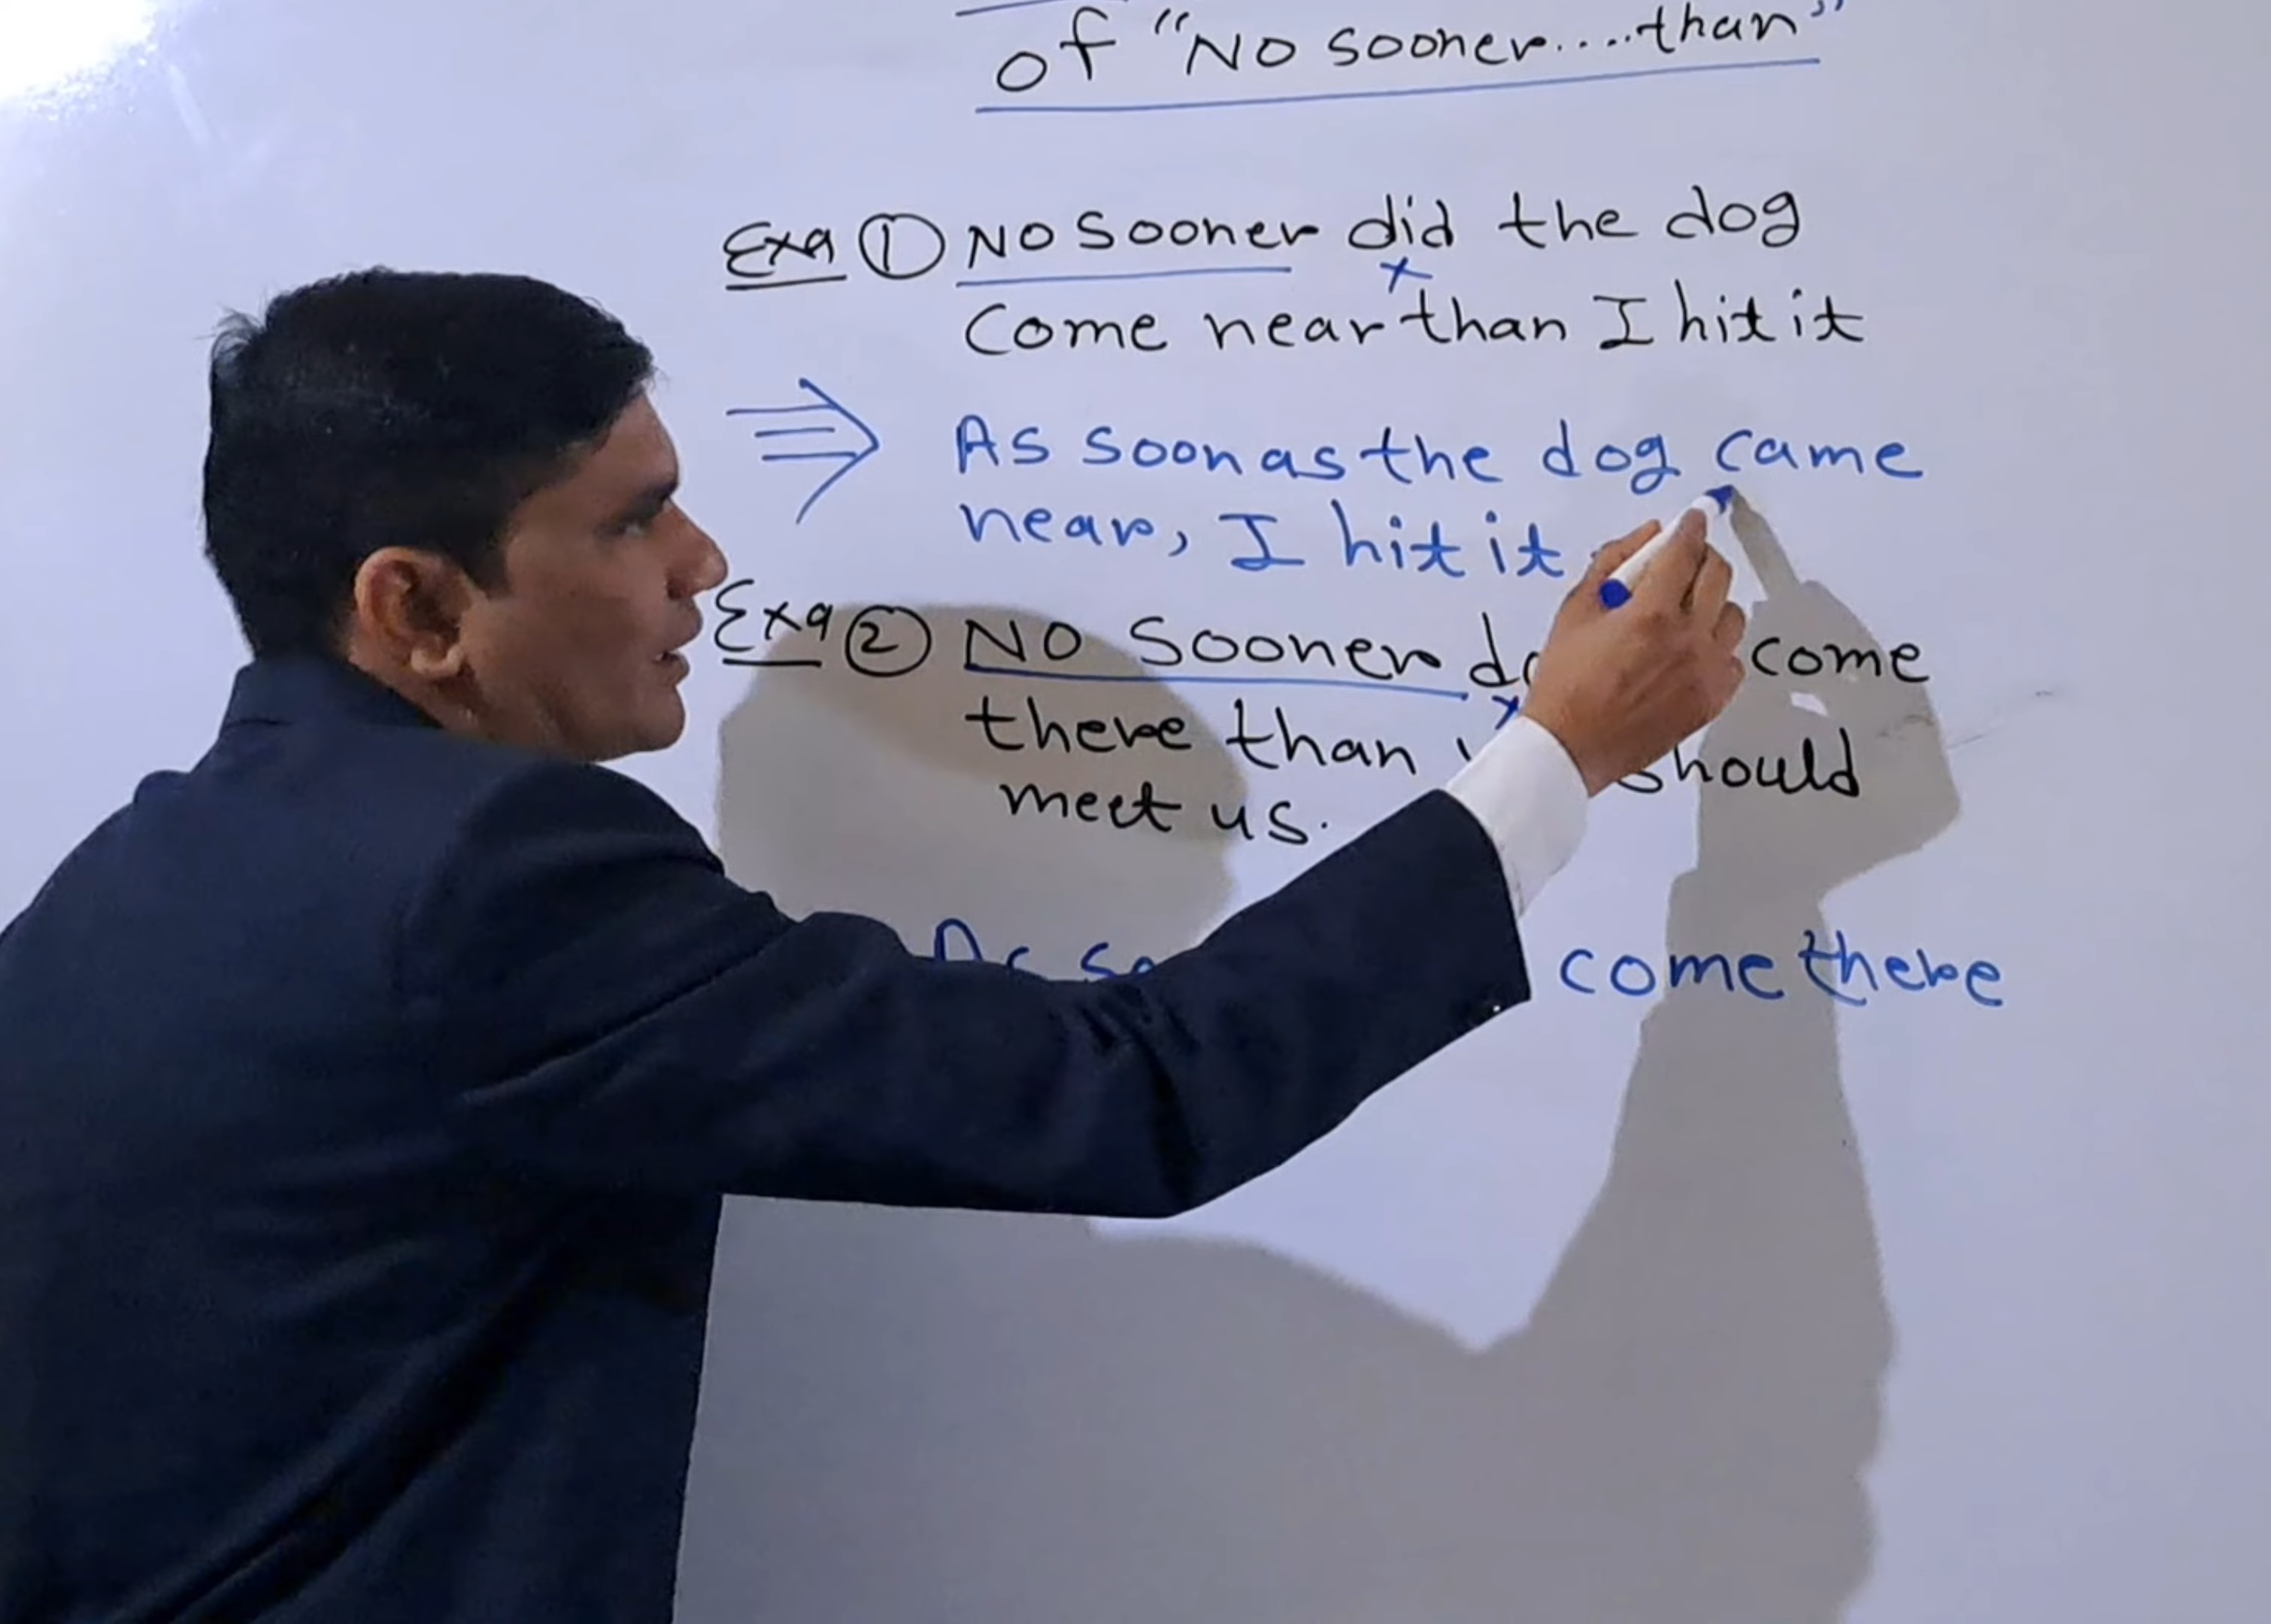 of "No sooner....than"
Exa ① No sooner did the dog
come near than I hit it
As soon as the dog came
near, I hit it
Exa ② No sooner come
there than should
meet us.
As come there